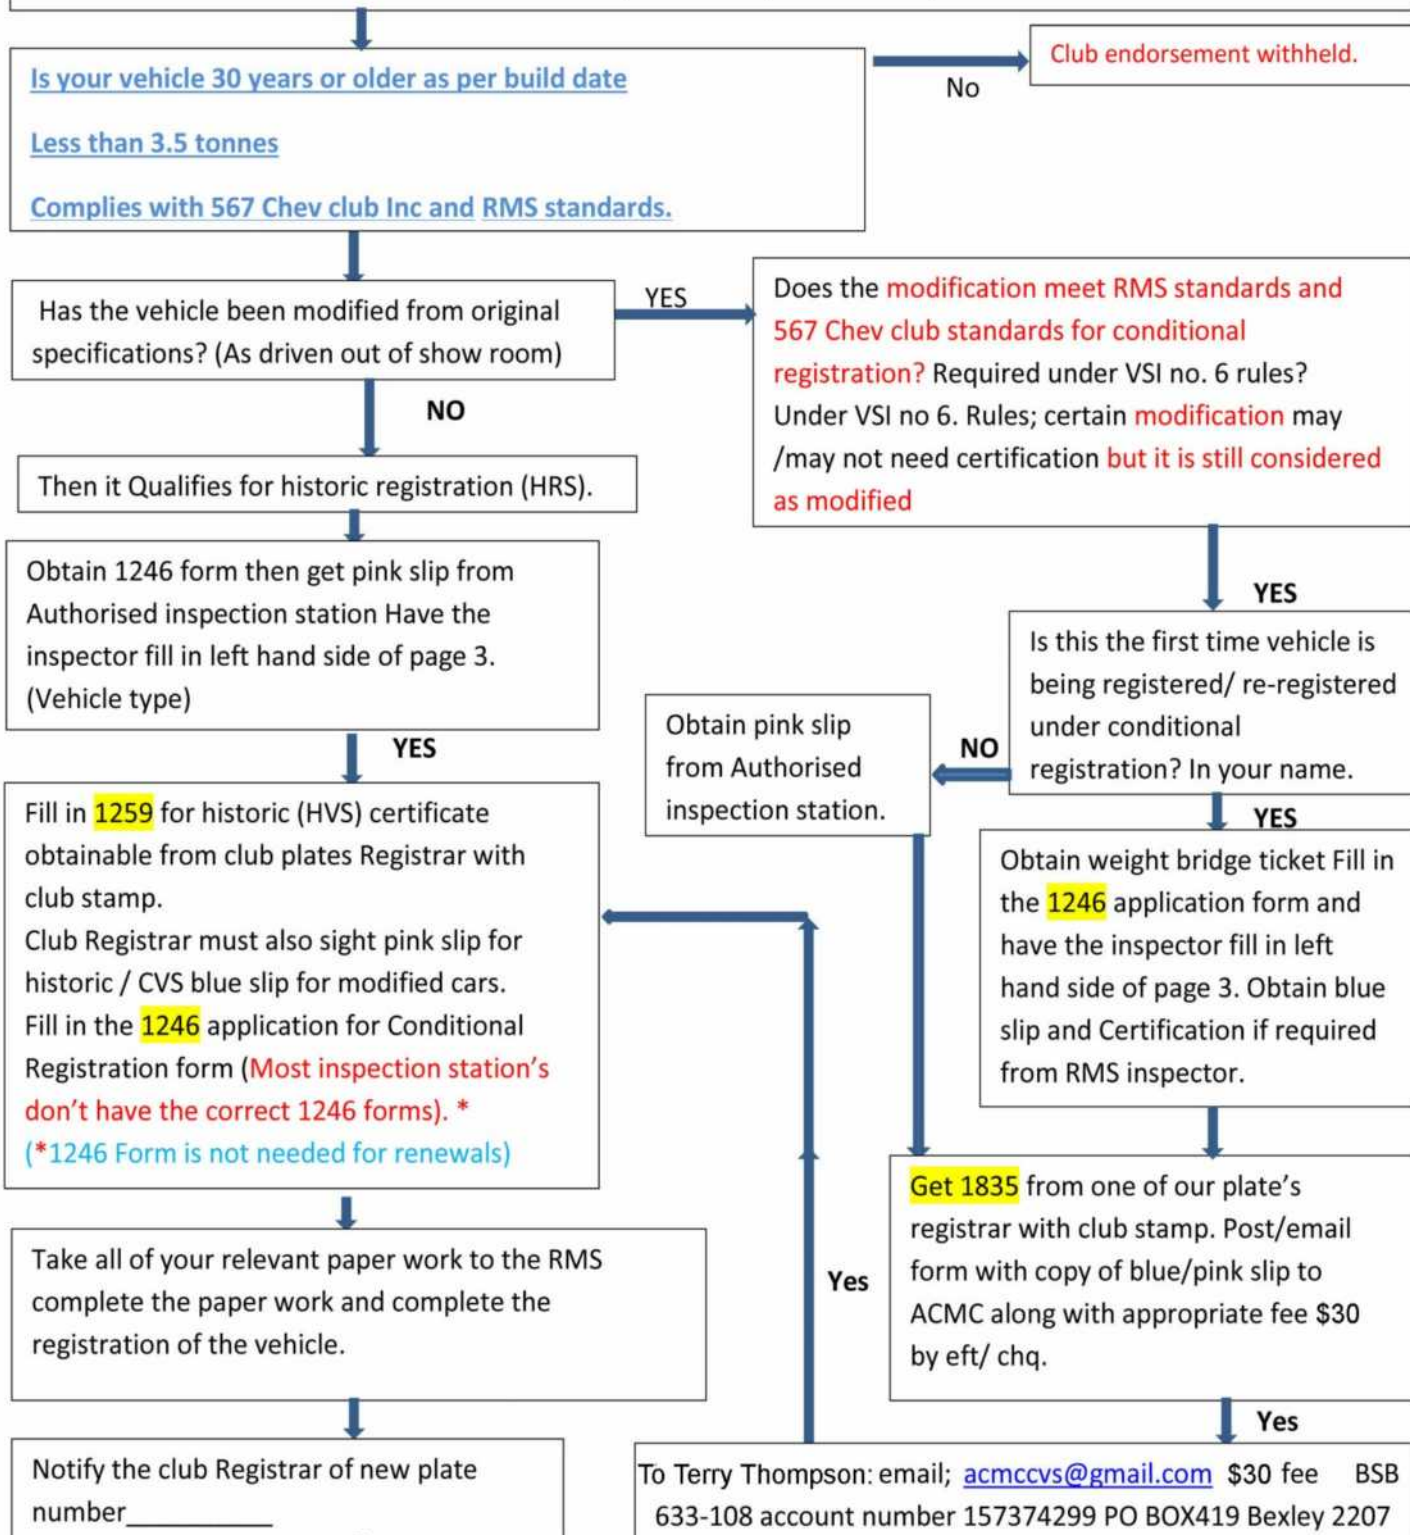 Is your vehicle 30 years or older as per build date
Less than 3.5 tonnes
Complies with 567 Chev club Inc and RMS standards.
No
Club endorsement withheld.
Has the vehicle been modified from original
specifications? (As driven out of show room)
YES
Does the modification meet RMS standards and
567 Chev club standards for conditional
registration? Required under VSI no. 6 rules?
Under VSI no 6. Rules; certain modification may
/may not need certification but it is still considered
as modified
NO
Then it Qualifies for historic registration (HRS).
Obtain 1246 form then get pink slip from
Authorised inspection station Have the
inspector fill in left hand side of page 3.
(Vehicle type)
YES
Is this the first time vehicle is
being registered/ re-registered
under conditional
registration? In your name.
NO
Obtain pink slip
from Authorised
inspection station.
YES
Fill in 1259 for historic (HVS) certificate
obtainable from club plates Registrar with
club stamp.
Club Registrar must also sight pink slip for
historic / CVS blue slip for modified cars.
Fill in the 1246 application for Conditional
Registration form (Most inspection station's
don't have the correct 1246 forms). *
(*1246 Form is not needed for renewals)
YES
Obtain weight bridge ticket Fill in
the 1246 application form and
have the inspector fill in left
hand side of page 3. Obtain blue
slip and Certification if required
from RMS inspector.
Get 1835 from one of our plate's
registrar with club stamp. Post/email
form with copy of blue/pink slip to
ACMC along with appropriate fee $30
by eft/ chq.
Take all of your relevant paper work to the RMS
complete the paper work and complete the
registration of the vehicle.
Yes
Yes
Notify the club Registrar of new plate
number__________
To Terry Thompson: email; acmccvs@gmail.com $30 fee BSB
633-108 account number 157374299 PO BOX419 Bexley 2207